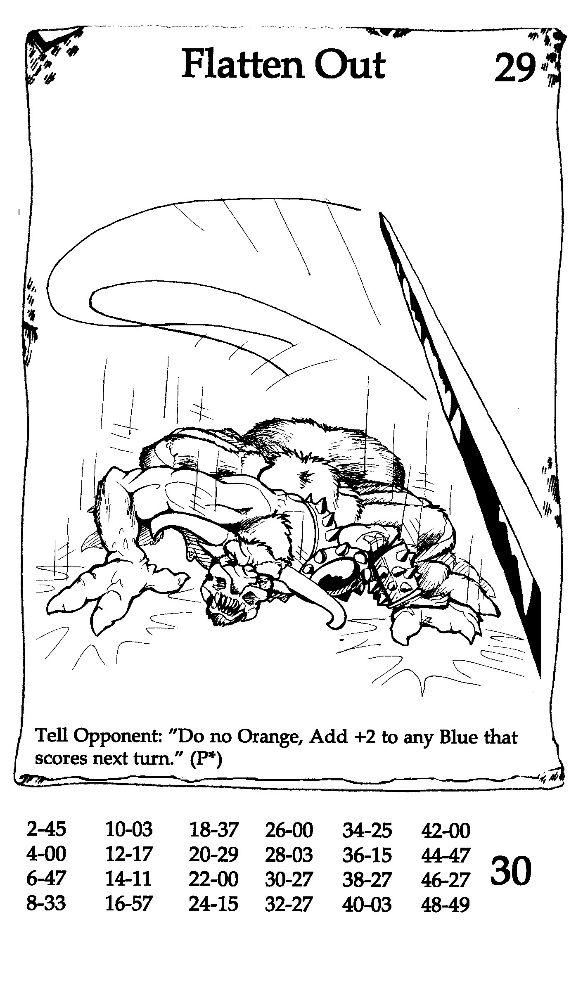 Flatten Out 29
Tell Opponent: "Do no Orange, Add +2 to any Blue that
scores next turn." (P*)
2-45 10-03 18-37 26-00 34-25 42-00
4-00 12-17 20-29 28-03 36-15 44-47
6-47 14-11 22-00 30-27 38-27 46-27
8-33 16-57 24-15 32-27 40-03 48-49
30